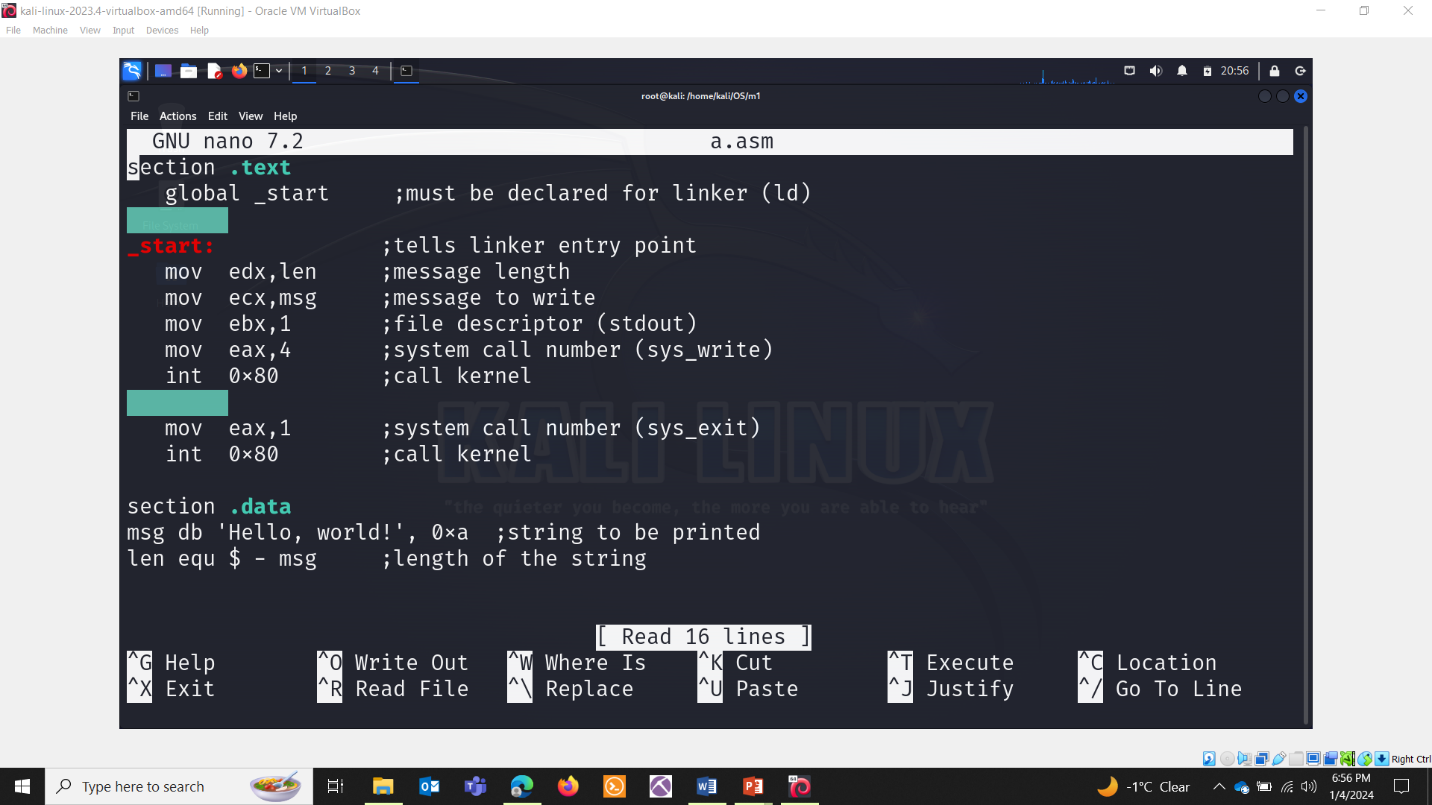 kali-linux-2023.4-virtualbox-amd64 [Running] - Oracle VM VirtualBox
File Machine View Input Devices Help
1 2 3 4 20:56
root@kali: /home/kali/OS/m1
File Actions Edit View Help
GNU nano 7.2 a.asm
section .text
global _start ;must be declared for linker (ld)
File System
_start: ;tells linker entry point
mov edx,len ;message length
mov ecx,msg ;message to write
mov ebx,1 ;file descriptor (stdout)
mov eax,4 ;system call number (sys_write)
int 0×80 ;call kernel
mov eax,1 ;system call number (sys_exit)
int 0×80 ;call kernel
KALI LINUX
"the quieter you become, the more you are able to hear"
section .data
msg db 'Hello, world!', 0×a ;string to be printed
len equ $ - msg ;length of the string
[ Read 16 lines ]
^G Help ^O Write Out ^W Where Is ^K Cut ^T Execute ^C Location
^X Exit ^R Read File ^\ Replace ^U Paste ^J Justify ^/ Go To Line
Right Ctrl
Type here to search
-1°C Clear
6:56 PM
1/4/2024